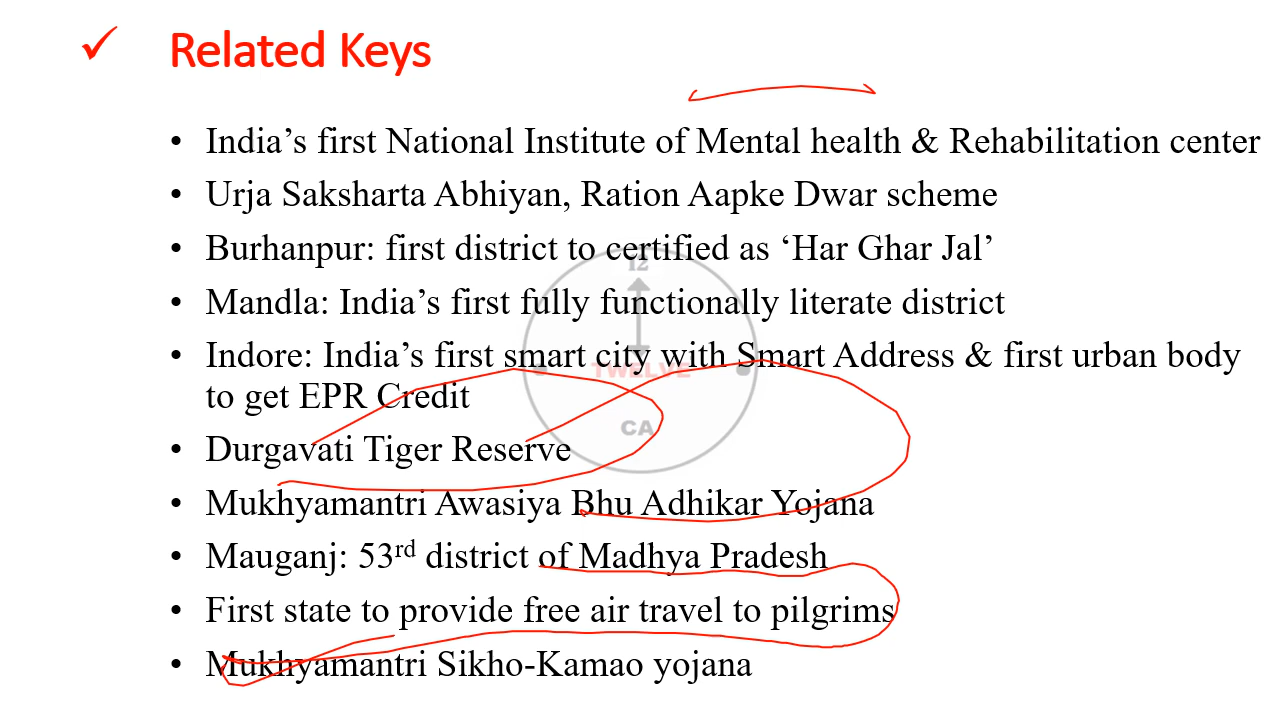 ✓ Related Keys
• India’s first National Institute of Mental health & Rehabilitation center
• Urja Saksharta Abhiyan, Ration Aapke Dwar scheme
• Burhanpur: first district to certified as ‘Har Ghar Jal’
• Mandla: India’s first fully functionally literate district
• Indore: India’s first smart city with Smart Address & first urban body
to get EPR Credit
• Durgavati Tiger Reserve
• Mukhyamantri Awasiya Bhu Adhikar Yojana
• Mauganj: 53rd district of Madhya Pradesh
• First state to provide free air travel to pilgrims
• Mukhyamantri Sikho-Kamao yojana
12
TWELVE
CA